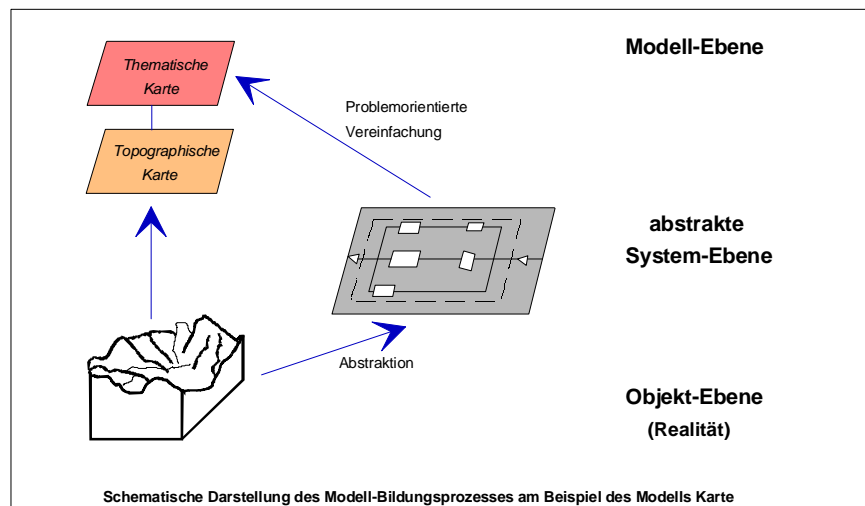 Modell-Ebene
Thematische
Karte
Problemorientierte
Vereinfachung
Topographische
Karte
abstrakte
System-Ebene
Abstraktion
Objekt-Ebene
(Realität)
Schematische Darstellung des Modell-Bildungsprozesses am Beispiel des Modells Karte